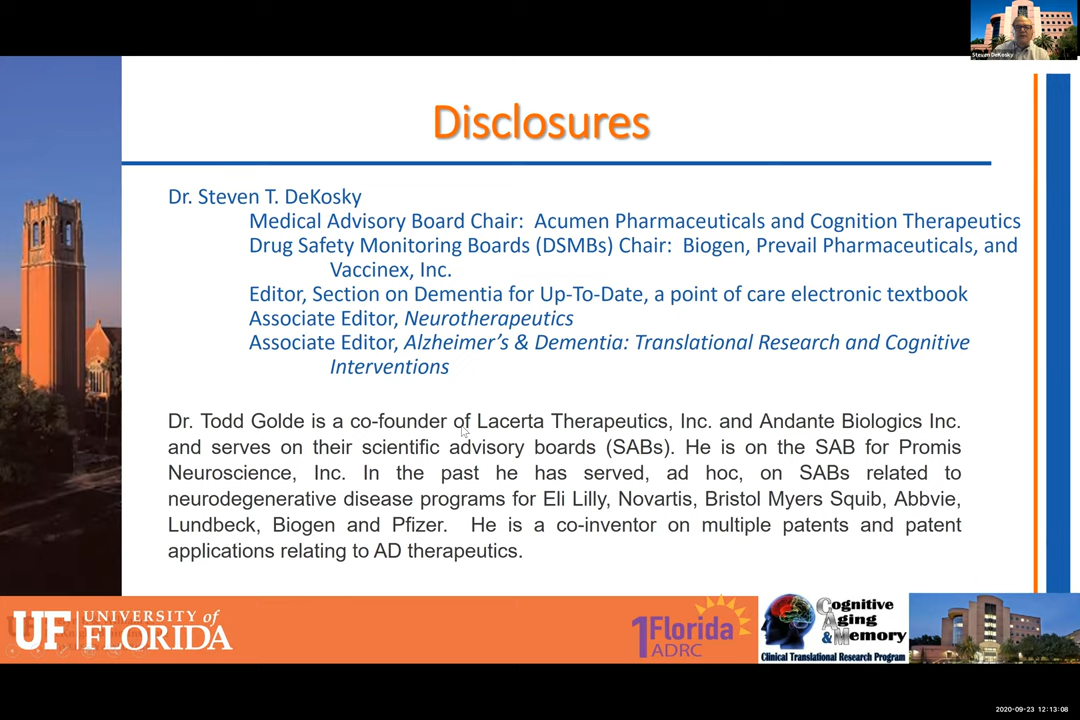 Steven DeKosky
Disclosures
Dr. Steven T. DeKosky
Medical Advisory Board Chair: Acumen Pharmaceuticals and Cognition Therapeutics
Drug Safety Monitoring Boards (DSMBs) Chair: Biogen, Prevail Pharmaceuticals, and
Vaccinex, Inc.
Editor, Section on Dementia for Up-To-Date, a point of care electronic textbook
Associate Editor, Neurotherapeutics
Associate Editor, Alzheimer's & Dementia: Translational Research and Cognitive
Interventions
Dr. Todd Golde is a co-founder of Lacerta Therapeutics, Inc. and Andante Biologics Inc.
and serves on their scientific advisory boards (SABs). He is on the SAB for Promis
Neuroscience, Inc. In the past he has served, ad hoc, on SABs related to
neurodegenerative disease programs for Eli Lilly, Novartis, Bristol Myers Squib, Abbvie,
Lundbeck, Biogen and Pfizer. He is a co-inventor on multiple patents and patent
applications relating to AD therapeutics.
UF UNIVERSITY of
FLORIDA
1Florida
ADRC
Cognitive
Aging
& Memory
Clinical Translational Research Program
2020-09-23 12:13:08